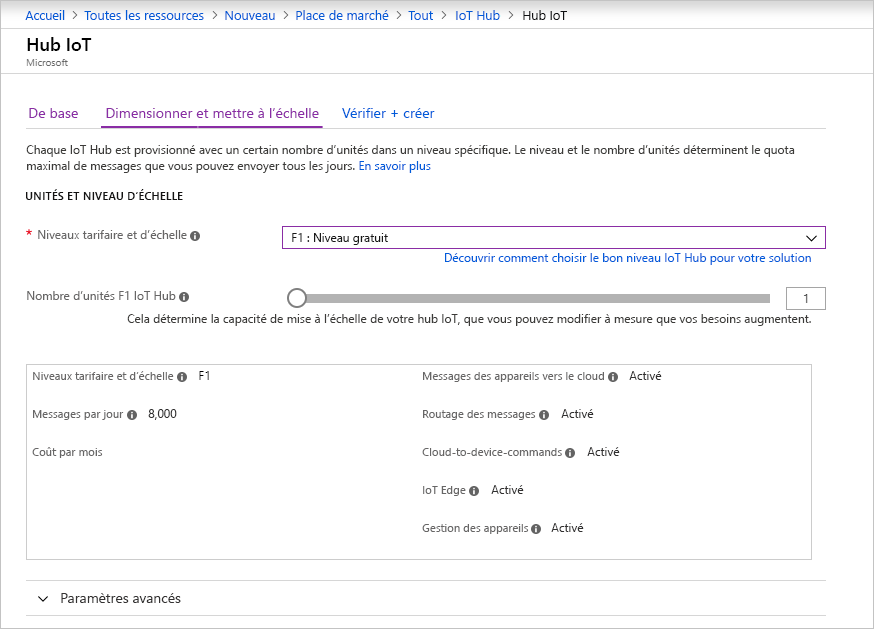 Accueil > Toutes les ressources > Nouveau > Place de marché > Tout > IoT Hub > Hub IoT
Hub IoT
Microsoft
De base Dimensionner et mettre à l'échelle Vérifier + créer
Chaque IoT Hub est provisionné avec un certain nombre d'unités dans un niveau spécifique. Le niveau et le nombre d'unités déterminent le quota
maximal de messages que vous pouvez envoyer tous les jours. En savoir plus
UNITÉS ET NIVEAU D'ÉCHELLE
* Niveaux tarifaire et d'échelle F1 : Niveau gratuit
Découvrir comment choisir le bon niveau IoT Hub pour votre solution
Nombre d'unités F1 IoT Hub 1
Cela détermine la capacité de mise à l'échelle de votre hub IoT, que vous pouvez modifier à mesure que vos besoins augmentent.
Niveaux tarifaire et d'échelle F1 Messages des appareils vers le cloud Activé
Messages par jour 8,000 Routage des messages Activé
Coût par mois Cloud-to-device-commands Activé
IoT Edge Activé
Gestion des appareils Activé
Paramètres avancés